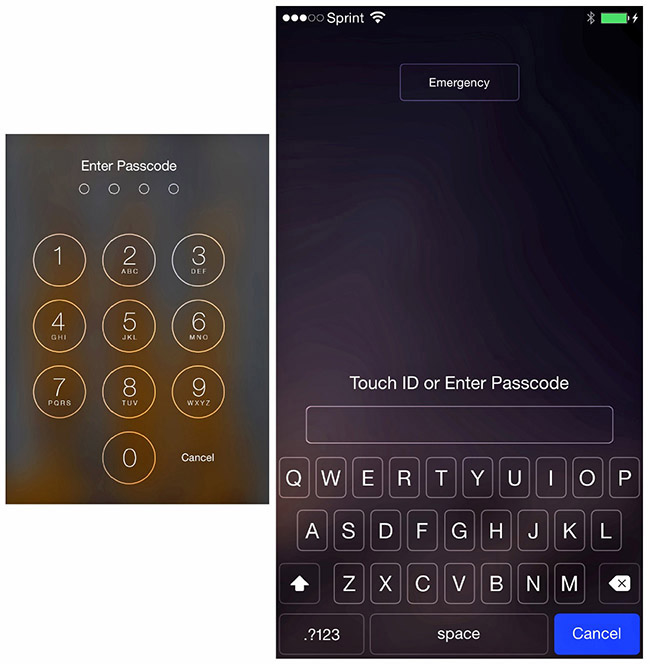 Enter Passcode
1 2 3
ABC DEF
4 5 6
GHI JKL MNO
7 8 9
PQRS TUV WXYZ
0 Cancel
Sprint
Emergency
Touch ID or Enter Passcode
Q W E R T Y U I O P
A S D F G H J K L
Z X C V B N M
.?123 space Cancel